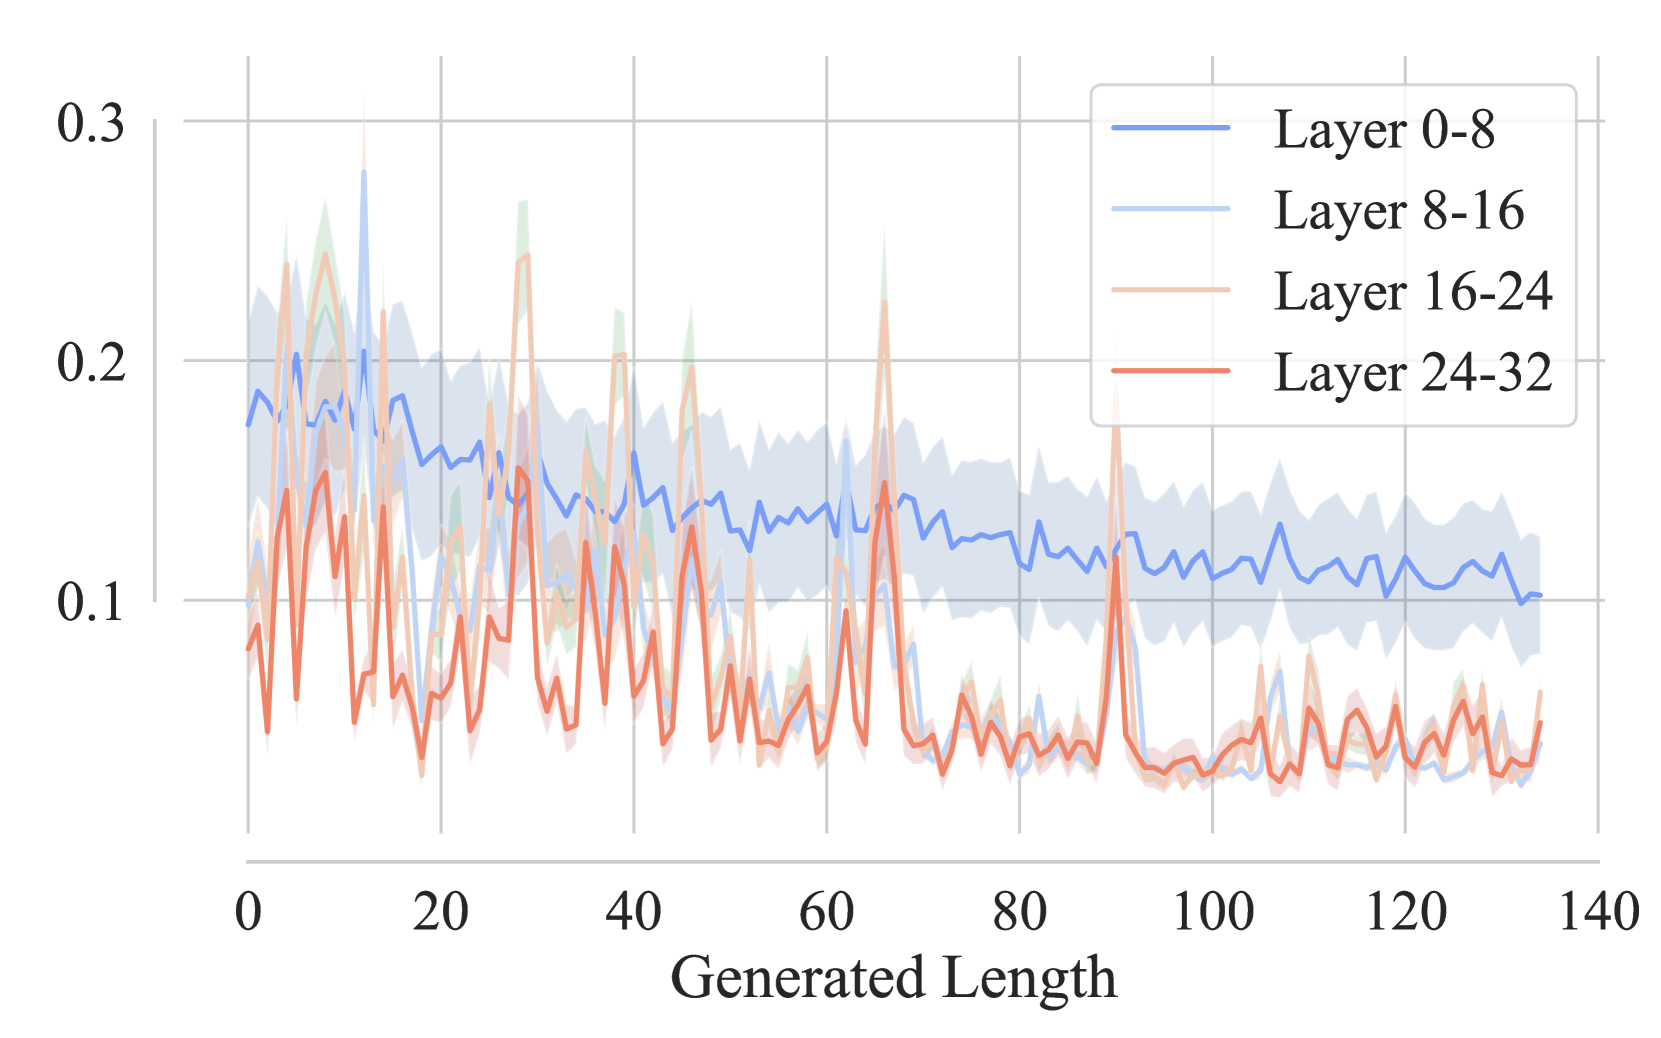 0.3
0.2
0.1
Layer 0-8
Layer 8-16
Layer 16-24
Layer 24-32
0 20 40 60 80 100 120 140
Generated Length